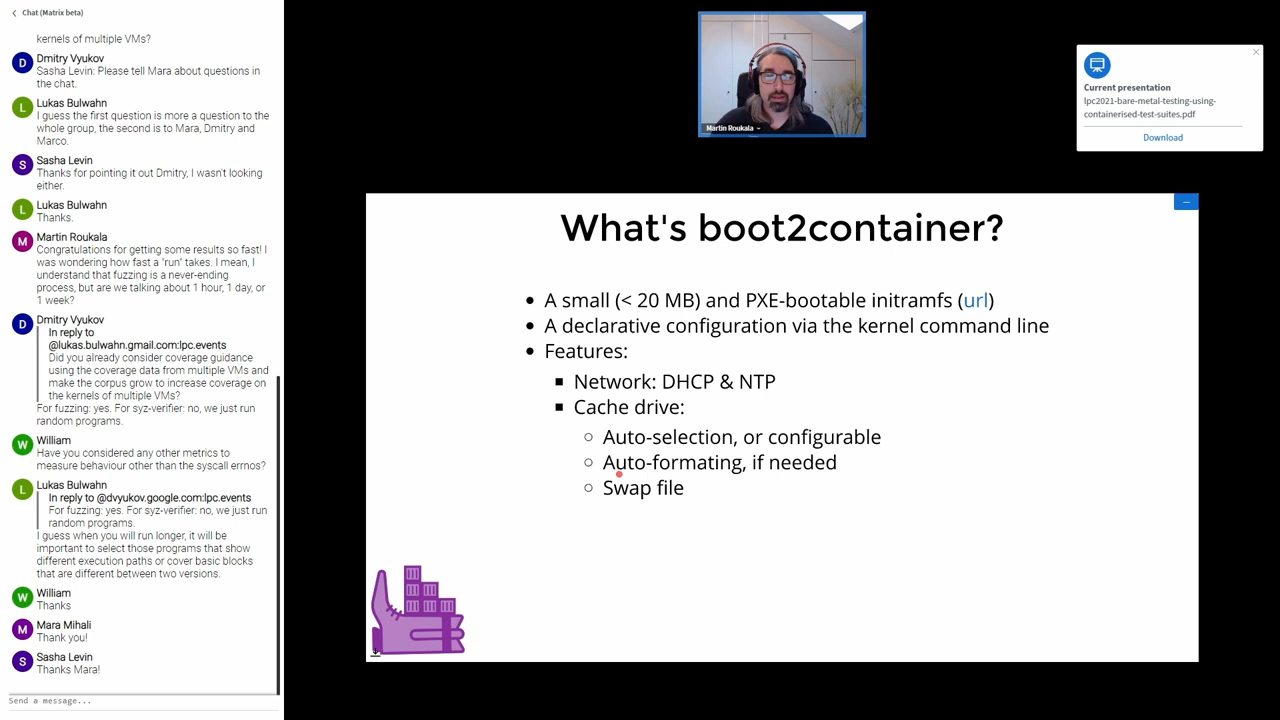 Chat (Matrix beta)
kernels of multiple VMs?
D
Dmitry Vyukov
Sasha Levin: Please tell Mara about questions in
the chat.
L
Lukas Bulwahn
I guess the first question is more a question to the
whole group, the second is to Mara, Dmitry and
Marco.
S
Sasha Levin
Thanks for pointing it out Dmitry, I wasn't looking
either.
L
Lukas Bulwahn
Thanks.
M
Martin Roukala
Congratulations for getting some results so fast! I
was wondering how fast a "run" takes. I mean, I
understand that fuzzing is a never-ending
process, but are we talking about 1 hour, 1 day, or
1 week?
D
Dmitry Vyukov
In reply to
@lukas.bulwahn.gmail.com:lpc.events
Did you already consider coverage guidance
using the coverage data from multiple VMs and
make the corpus grow to increase coverage on
the kernels of multiple VMs?
For fuzzing: yes. For syz-verifier: no, we just run
random programs.
W
William
Have you considered any other metrics to
measure behaviour other than the syscall errnos?
L
Lukas Bulwahn
In reply to @dvyukov.google.com:lpc.events
For fuzzing: yes. For syz-verifier: no, we just run
random programs.
I guess when you will run longer, it will be
important to select those programs that show
different execution paths or cover basic blocks
that are different between two versions.
W
William
Thanks
M
Mara Mihali
Thank you!
S
Sasha Levin
Thanks Mara!
Send a message...
Martin Roukala
Current presentation
lpc2021-bare-metal-testing-using-
containerised-test-suites.pdf
Download
What's boot2container?
• A small (< 20 MB) and PXE-bootable initramfs (url)
• A declarative configuration via the kernel command line
• Features:
▪ Network: DHCP & NTP
▪ Cache drive:
○ Auto-selection, or configurable
○ Auto-formating, if needed
○ Swap file